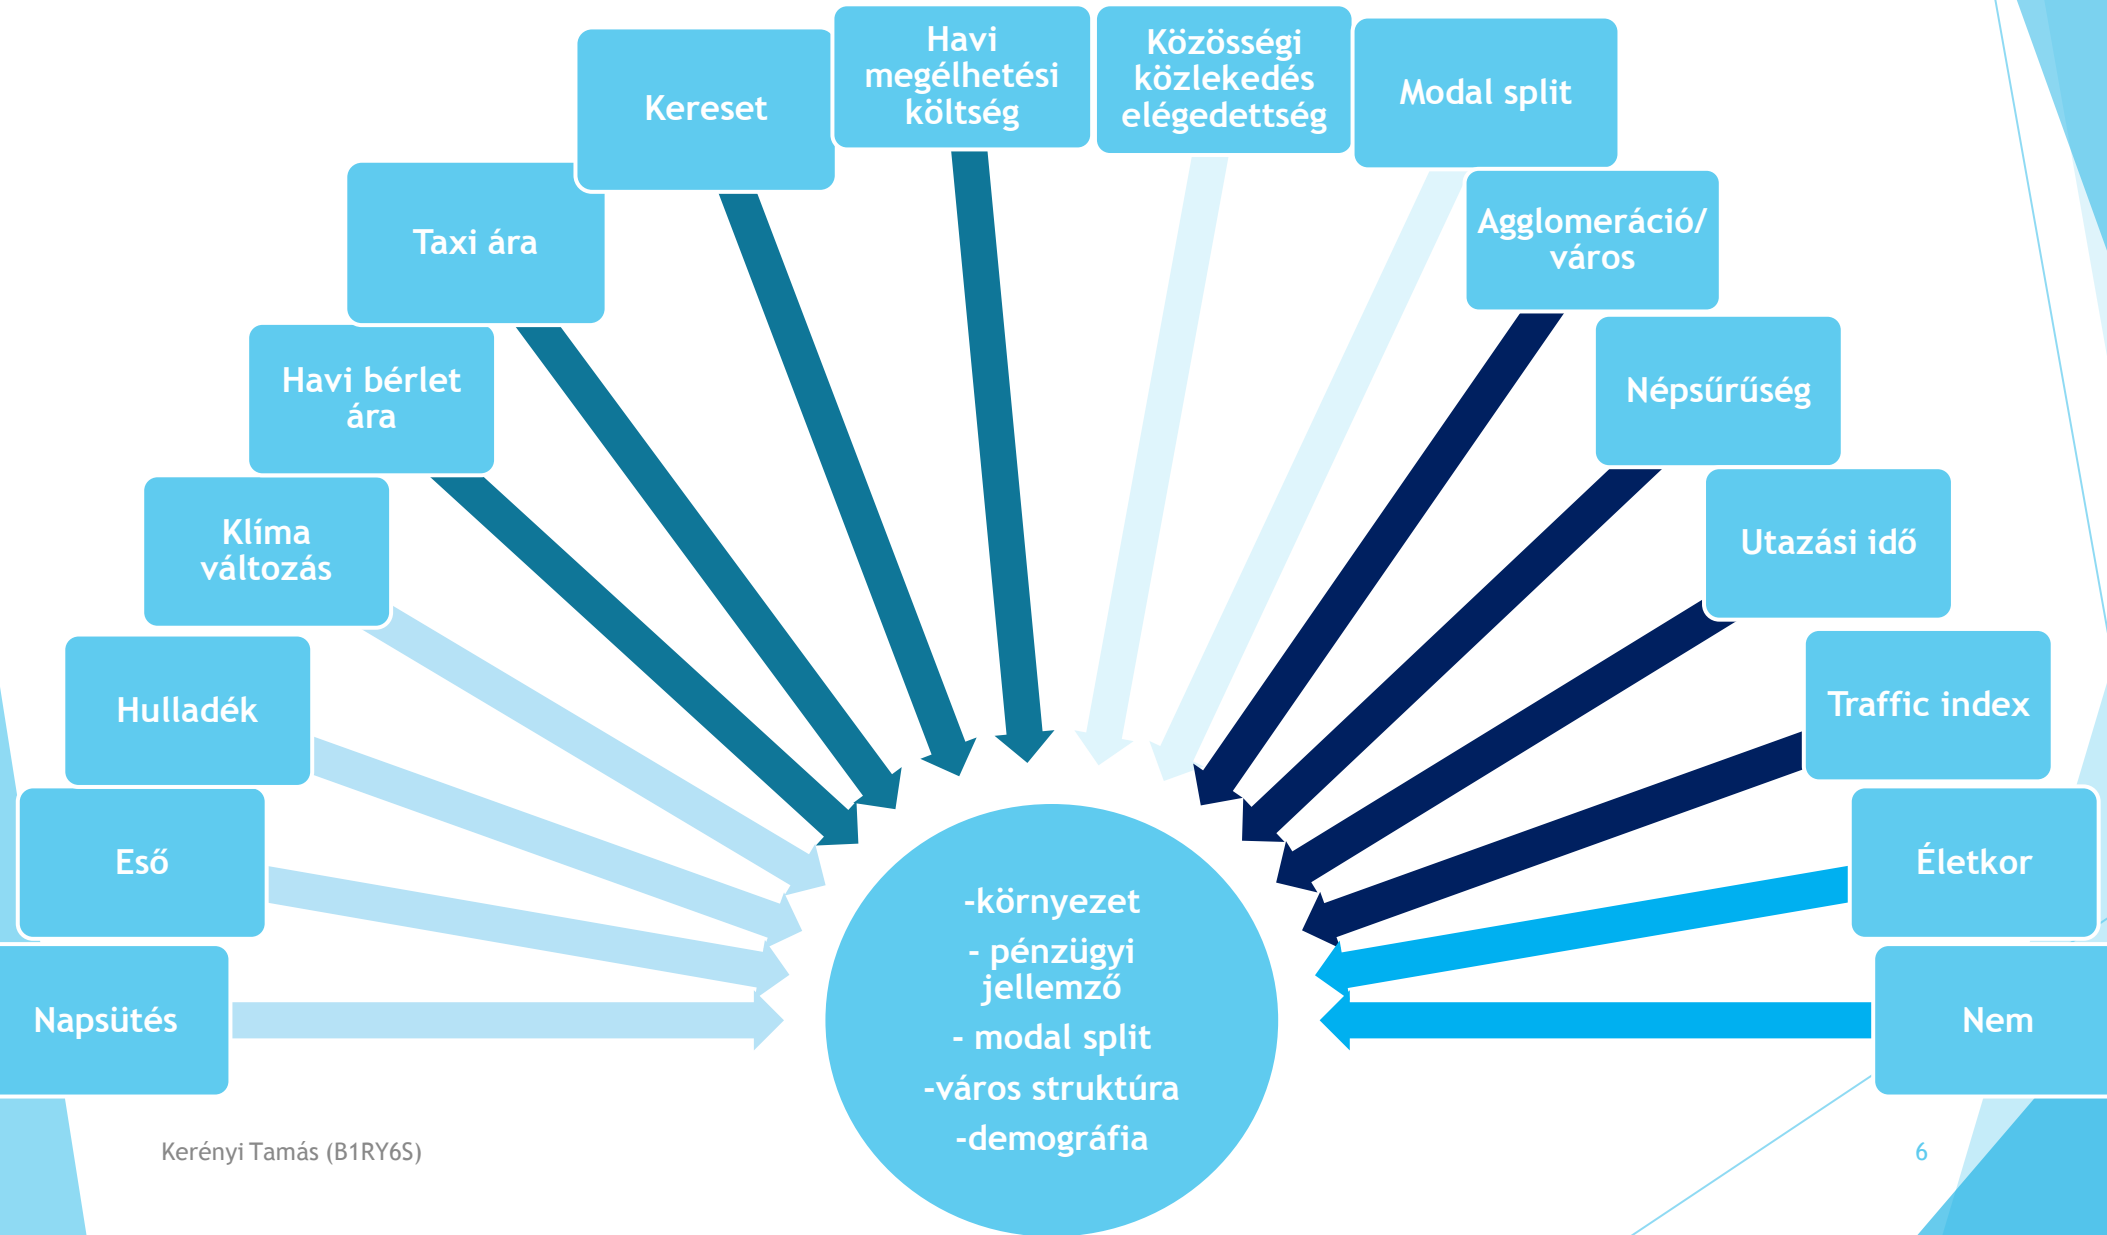 Napsütés
Eső
Hulladék
Klíma
változás
Havi bérlet
ára
Taxi ára
Kereset
Havi
megélhetési
költség
Közösségi
közlekedés
elégedettség
Modal split
Agglomeráció/
város
Népsűrűség
Utazási idő
Traffic index
Életkor
Nem
-környezet
- pénzügyi
jellemző
- modal split
-város struktúra
-demográfia
Kerényi Tamás (B1RY6S)
6